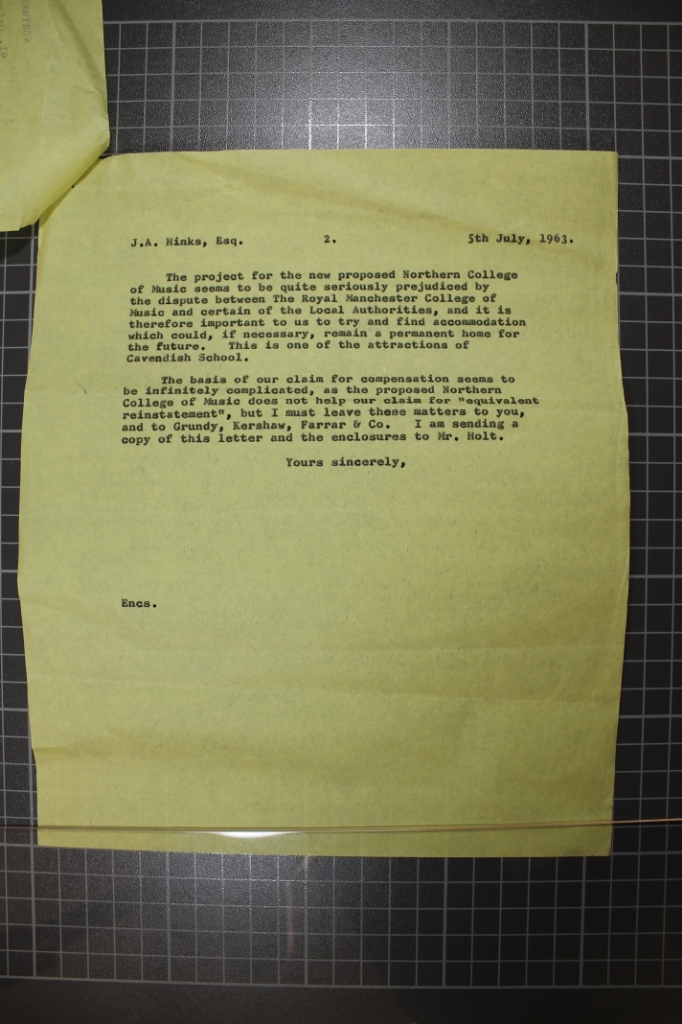 J.A. Hinks, Esq. 2. 5th July, 1963.
The project for the new proposed Northern College
of Music seems to be quite seriously prejudiced by
the dispute between The Royal Manchester College of
Music and certain of the Local Authorities, and it is
therefore important to us to try and find accommodation
which could, if necessary, remain a permanent home for
the future. This is one of the attractions of
Cavendish School.
The basis of our claim for compensation seems to
be infinitely complicated, as the proposed Northern
College of Music does not help our claim for "equivalent
reinstatement", but I must leave these matters to you,
and to Grundy, Kershaw, Farrar & Co. I am sending a
copy of this letter and the enclosures to Mr. Holt.
Yours sincerely,
Encs.